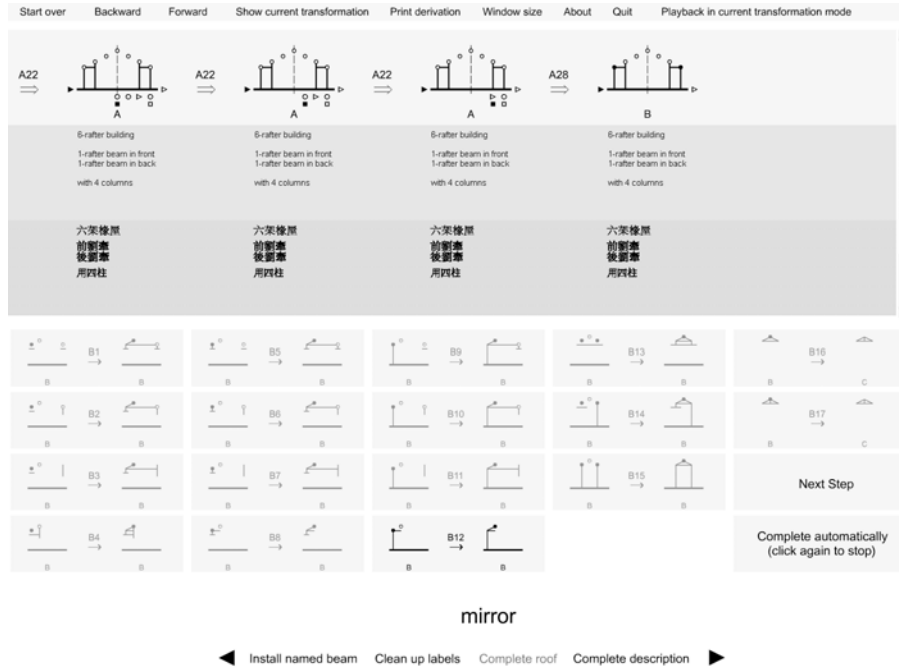 Start over Backward Forward Show current transformation Print derivation Window size About Quit Playback in current transformation mode
A22 A22 A22 A28
A A A B
6-rafter building 6-rafter building 6-rafter building 6-rafter building
1-rafter beam in front 1-rafter beam in front 1-rafter beam in front 1-rafter beam in front
1-rafter beam in back 1-rafter beam in back 1-rafter beam in back 1-rafter beam in back
with 4 columns with 4 columns with 4 columns with 4 columns
六架椽屋 六架椽屋 六架椽屋 六架椽屋
前劄牽 前劄牽 前劄牽 前劄牽
後劄牽 後劄牽 後劄牽 後劄牽
用四柱 用四柱 用四柱 用四柱
B1 B5 B9 B13 B16
B B B B B B B B B C
B2 B6 B10 B14 B17
B B B B B B B B B C
B3 B7 B11 B15 Next Step
B B B B B B B B
B4 B8 B12 Complete automatically
(click again to stop)
B B B B B B
mirror
Install named beam Clean up labels Complete roof Complete description